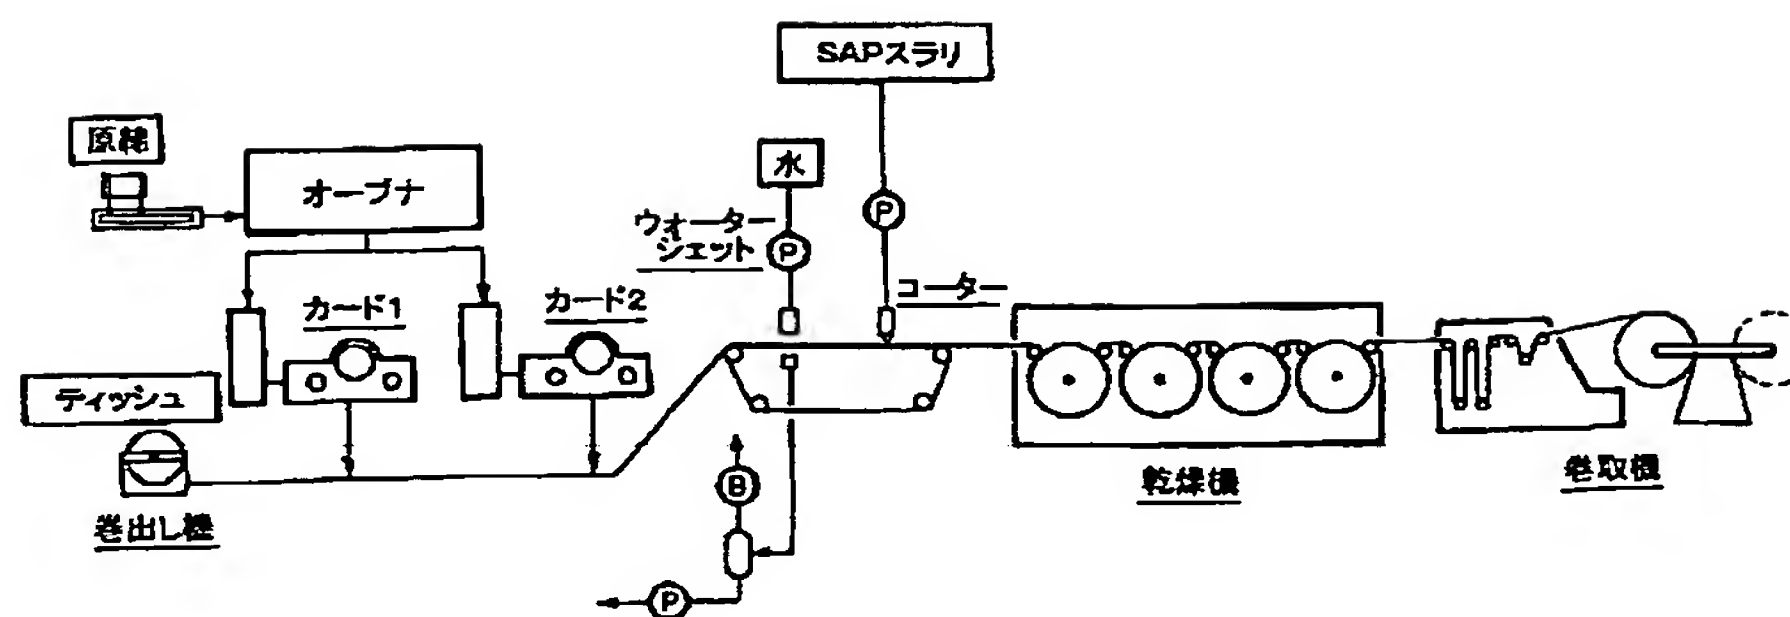 SAPスラリ
原綿
オープナ
水
P
ウォーター
ジェット
P
コーター
カード1
カード2
ティッシュ
巻出し機
B
P
乾燥機
巻取機